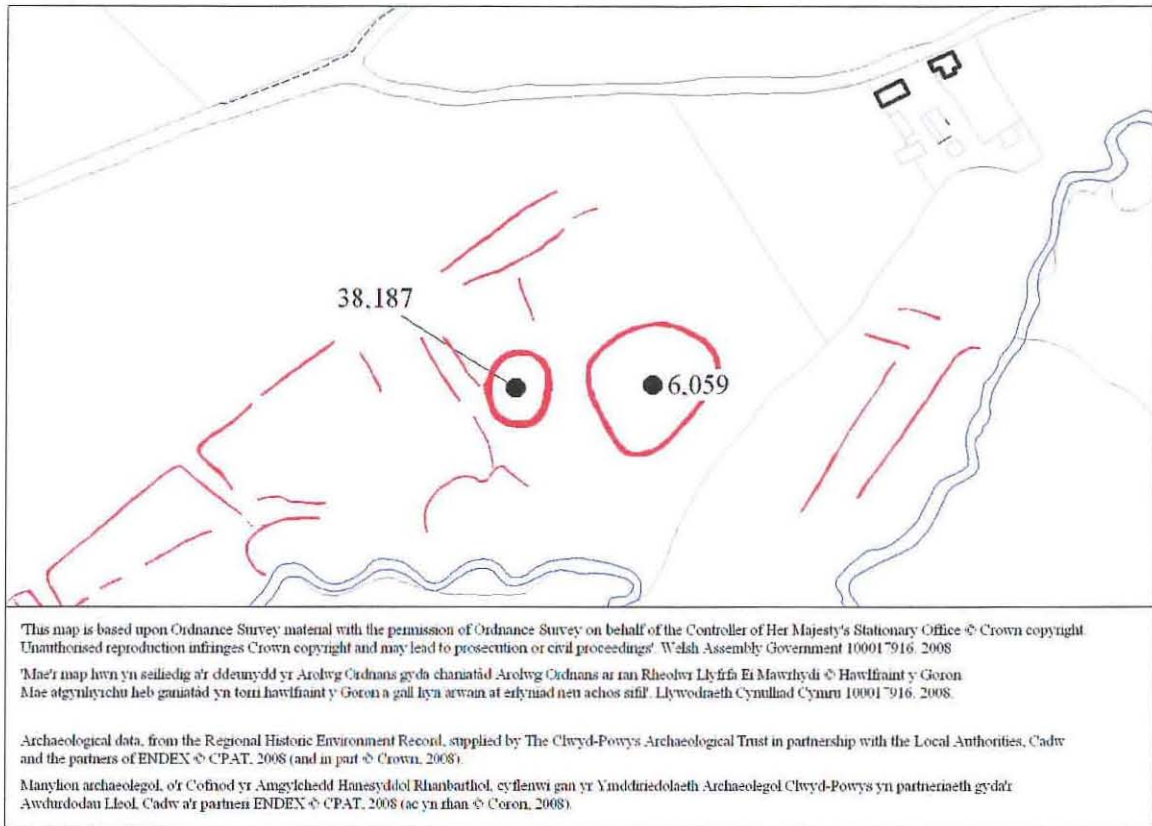 38,187
6,059
'This map is based upon Ordnance Survey material with the permission of Ordnance Survey on behalf of the Controller of Her Majesty's Stationary Office © Crown copyright.
Unauthorised reproduction infringes Crown copyright and may lead to prosecution or civil proceedings'. Welsh Assembly Government 100017916. 2008
'Mae'r map hwn yn seiliedig a'r ddeunydd yr Arolwg Ordnans gyda chaniatâd Arolwg Ordnans ar ran Rheolwr Llyfrfa Ei Mawrhydi © Hawlfraint y Goron.
Mae atgynhyrchu heb ganiatâd yn torri hawlfraint y Goron a gall hyn arwain at erlyniad neu achos sifil'. Llywodraeth Cynulliad Cymru 100017916. 2008.
Archaeological data, from the Regional Historic Environment Record, supplied by The Clwyd-Powys Archaeological Trust in partnership with the Local Authorities, Cadw
and the partners of ENDEX © CPAT, 2008 (and in part © Crown, 2008).
Manylion archaeolegol, o'r Cofnod yr Amgylchedd Hanesyddol Rhanbarthol, cyflenwi gan yr Ymddiriedolaeth Archaeolegol Clwyd-Powys yn partneriaeth gyda'r
Awdurdodau Lleol, Cadw a'r partneri ENDEX © CPAT, 2008 (ac yn rhan © Coron, 2008).